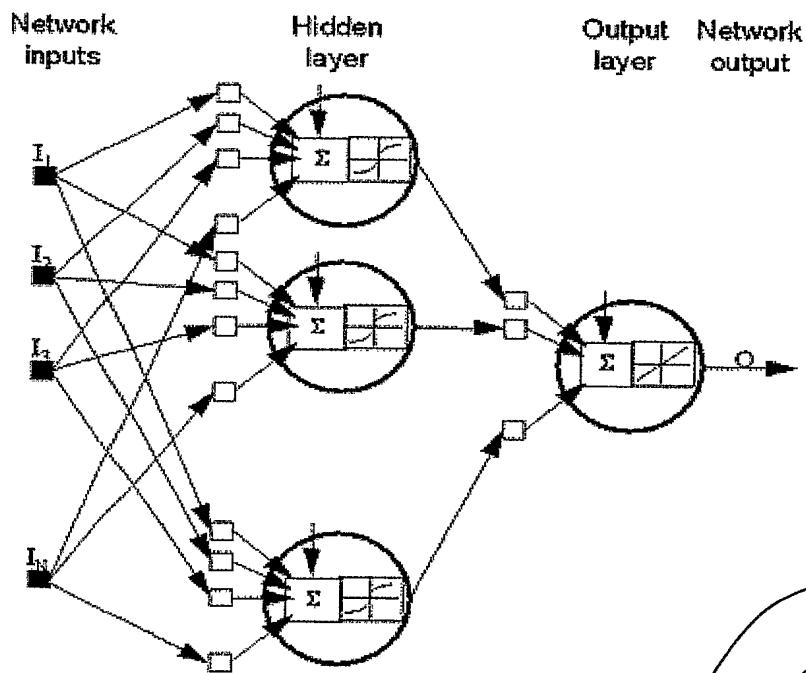 Network inputs
Hidden layer
Output layer
Network output
I1
I2
I3
IN
Σ
Σ
Σ
Σ
O